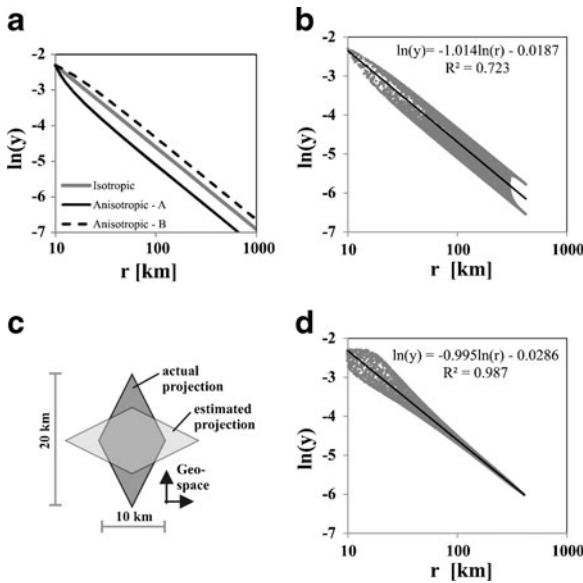 a
-2
-3
-4
-5
-6
-7
ln(y)
Isotropic
Anisotropic - A
Anisotropic - B
10
100
1000
r [km]
b
-2
-3
-4
-5
-6
-7
ln(y)
ln(y)= -1.014ln(r) - 0.0187
R² = 0.723
10
100
1000
r [km]
c
actual
projection
estimated
projection
20 km
Geo-
space
10 km
d
-2
-3
-4
-5
-6
-7
ln(y)
ln(y) = -0.995ln(r) - 0.0286
R² = 0.987
10
100
1000
r [km]